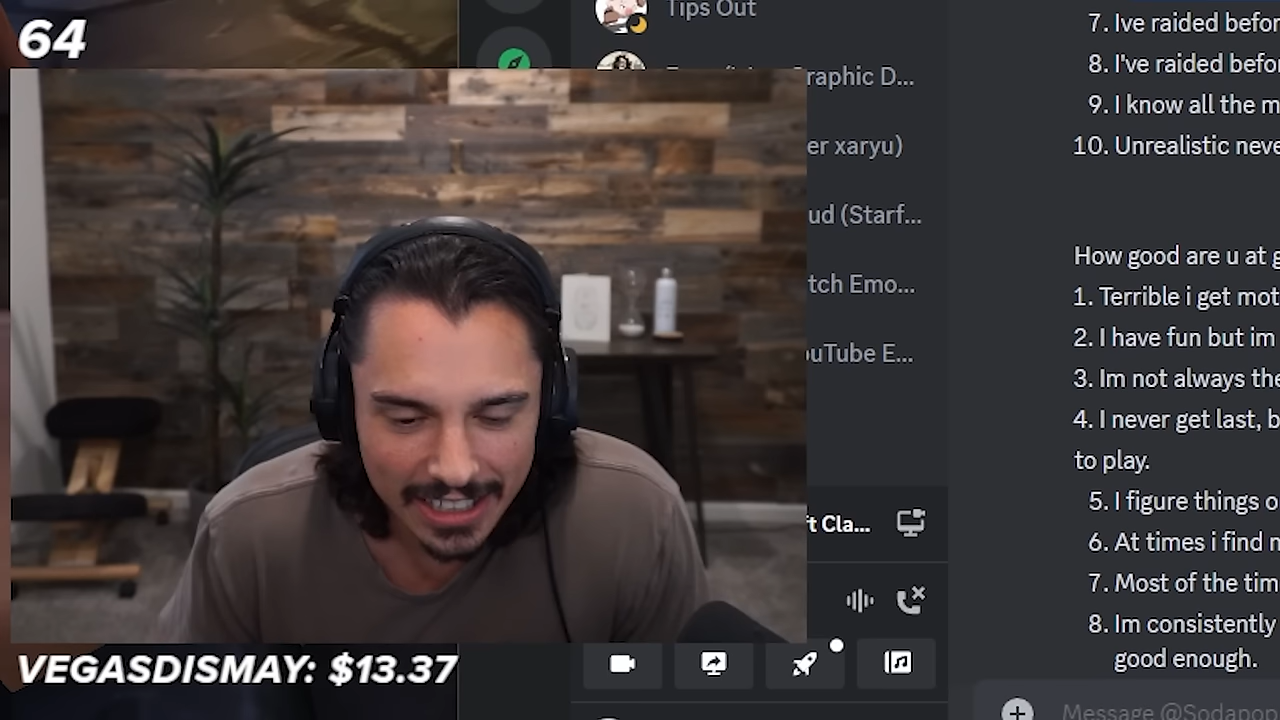 64
Tips Out
raphic D...
er xaryu)
ud (Starf...
tch Emo...
ouTube E...
ft Cla...
VEGASDISMAY: $13.37
7. Ive raided befor
8. I've raided befo
9. I know all the m
10. Unrealistic neve
How good are u at g
1. Terrible i get mot
2. I have fun but im
3. Im not always the
4. I never get last, b
to play.
5. I figure things o
6. At times i find m
7. Most of the tim
8. Im consistently
good enough.
Message @Sodapop